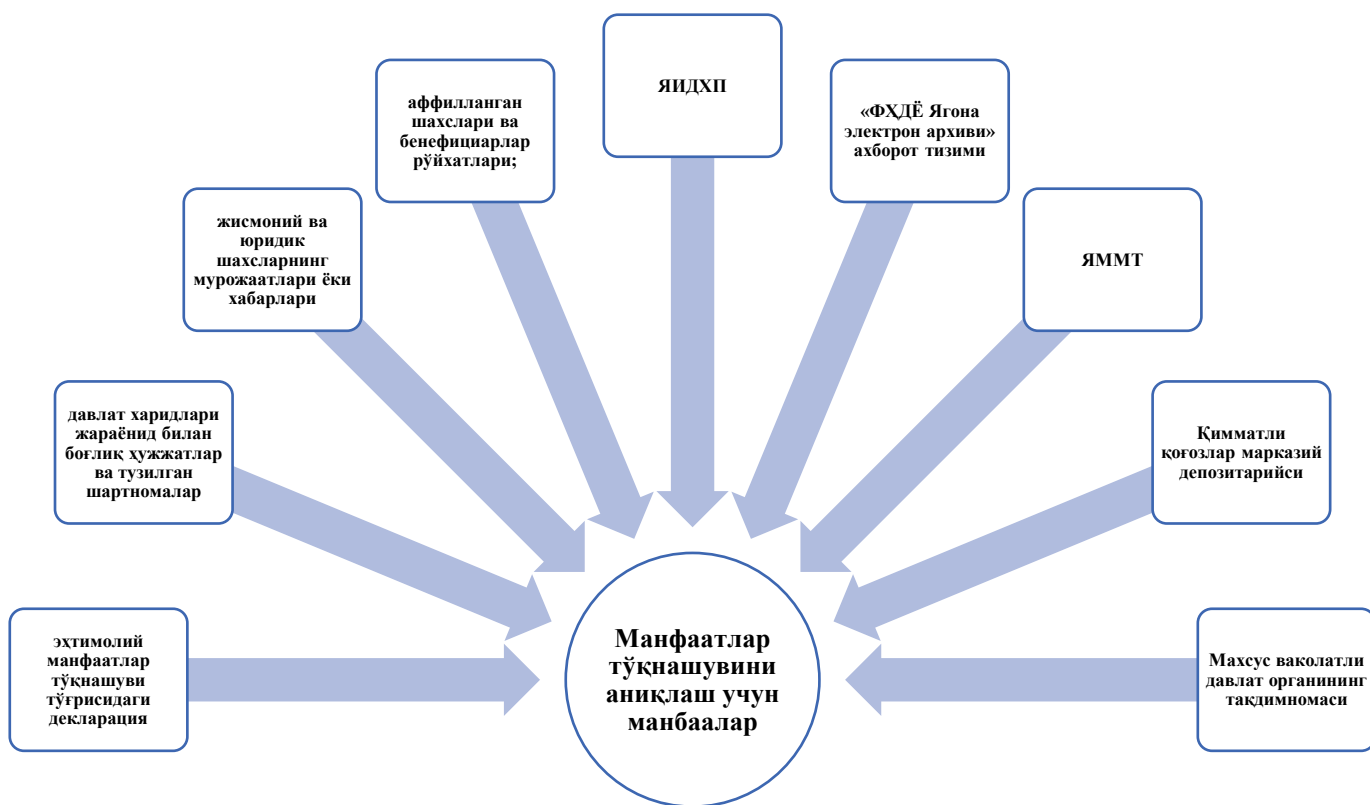 ЯИДХП
аффилланган
шахслари ва
бенефициарлар
рўйхатлари;
«ФҲДЁ Ягона
электрон архиви»
ахборот тизими
жисмоний ва
юридик
шахсларнинг
мурожаатлари ёки
хабарлари
ЯММТ
давлат харидлари
жараёнид билан
боғлиқ ҳужжатлар
ва тузилган
шартномалар
Қимматли
қоғозлар марказий
депозитарийси
эҳтимолий
манфаатлар
тўқнашуви
тўғрисидаги
декларация
Манфаатлар
тўқнашувини
аниқлаш учун
манбаалар
Махсус ваколатли
давлат органининг
тақдимномаси